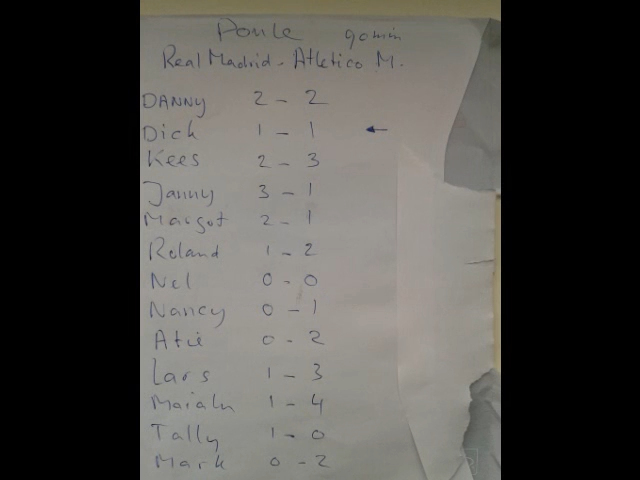 Poule 90 min
Real Madrid - Atletico M.
DANNY 2 - 2
Dick 1 - 1 ←
Kees 2 - 3
Janny 3 - 1
Margot 2 - 1
Roland 1 - 2
Nel 0 - 0
Nancy 0 - 1
Atie 0 - 2
Lars 1 - 3
1 - 4
Tally 1 - 0
Mark 0 - 2